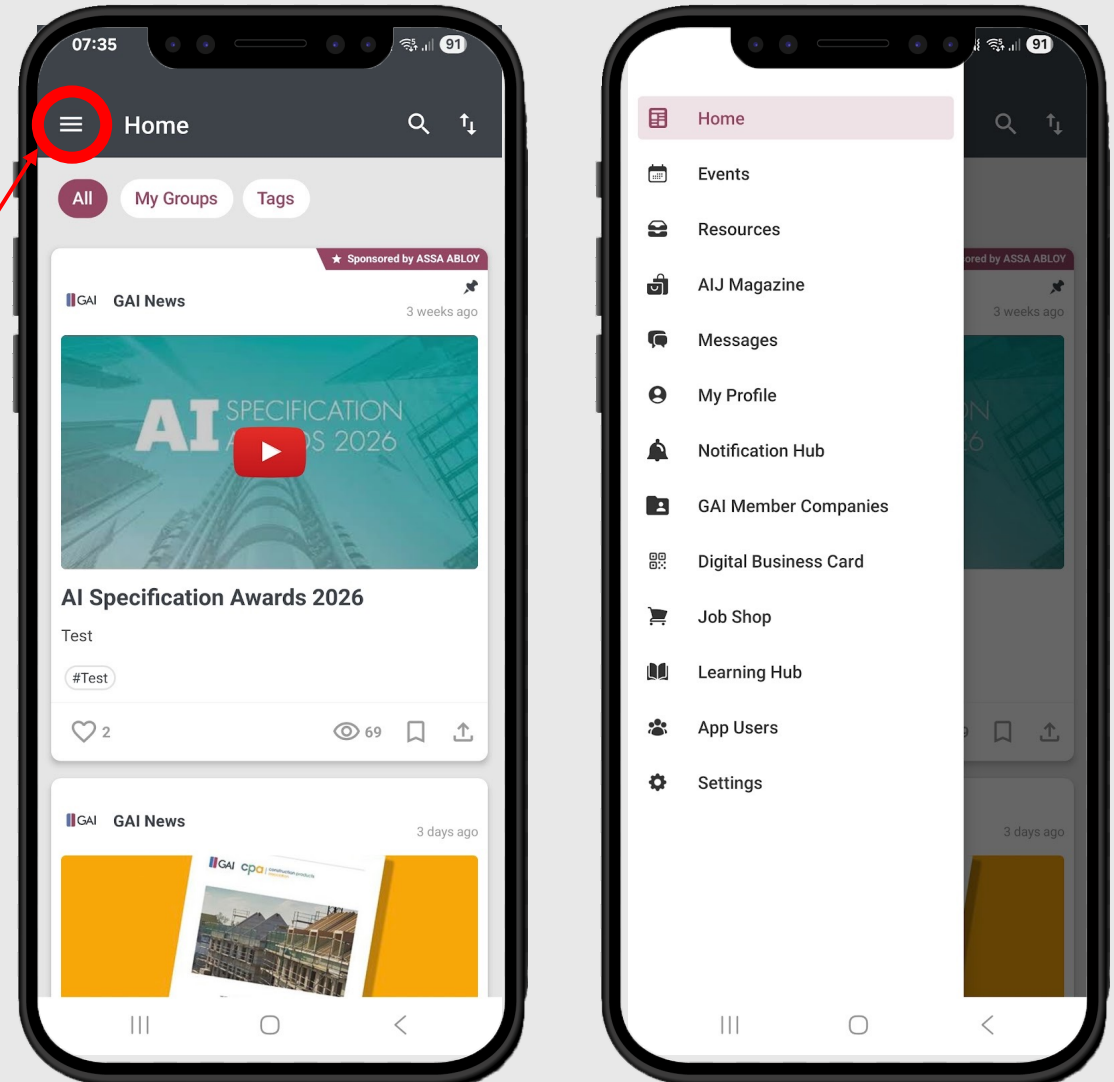 07:35
91
Home
All
My Groups
Tags
★ Sponsored by ASSA ABLOY
GAI
GAI News
3 weeks ago
AI SPECIFICATION
S 2026
AI Specification Awards 2026
Test
#Test
2
69
GAI
GAI News
3 days ago
GAI cpa construction products
91
Home
Events
Resources
ored by ASSA ABLOY
AIJ Magazine
3 weeks ago
Messages
My Profile
Notification Hub
GAI Member Companies
Digital Business Card
Job Shop
Learning Hub
App Users
Settings
3 days ago